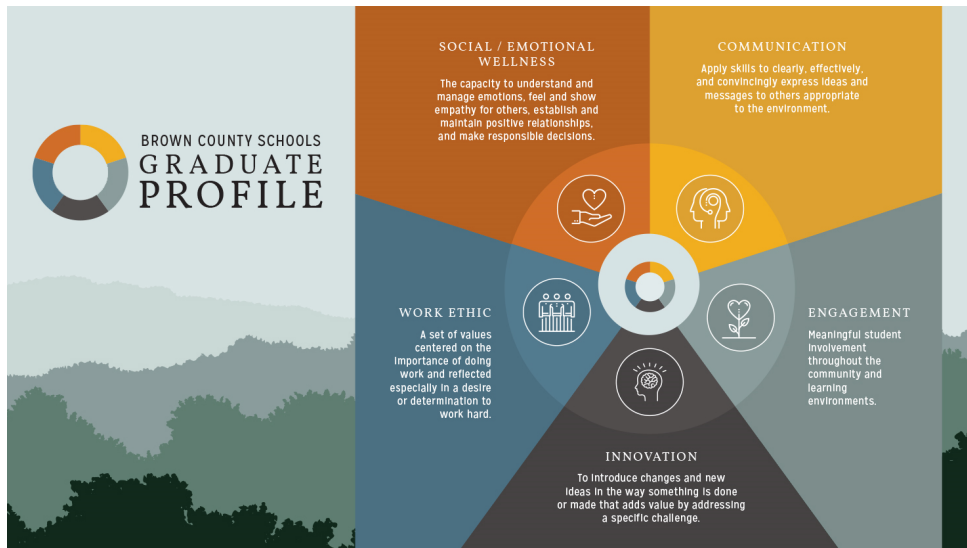 BROWN COUNTY SCHOOLS
GRADUATE
PROFILE
SOCIAL / EMOTIONAL
WELLNESS
The capacity to understand and
manage emotions, feel and show
empathy for others, establish and
maintain positive relationships,
and make responsible decisions.
COMMUNICATION
Apply skills to clearly, effectively,
and convincingly express ideas and
messages to others appropriate
to the environment.
WORK ETHIC
A set of values
centered on the
importance of doing
work and reflected
especially in a desire
or determination to
work hard.
ENGAGEMENT
Meaningful student
involvement
throughout the
community and
learning
environments.
INNOVATION
To introduce changes and new
ideas in the way something is done
or made that adds value by addressing
a specific challenge.